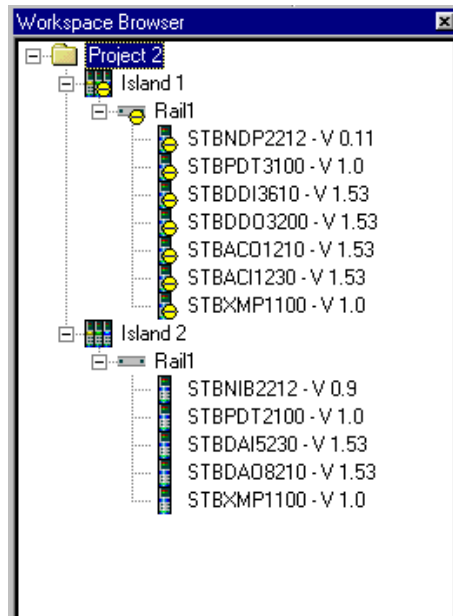 Workspace Browser
Project 2
Island 1
Rail1
STBNDP2212 - V 0.11
STBPDT3100 - V 1.0
STBDDI3610 - V 1.53
STBDDO3200 - V 1.53
STBACO1210 - V 1.53
STBACI1230 - V 1.53
STBXMP1100 - V 1.0
Island 2
Rail1
STBNIB2212 - V 0.9
STBPDT2100 - V 1.0
STBDAI5230 - V 1.53
STBDAO8210 - V 1.53
STBXMP1100 - V 1.0